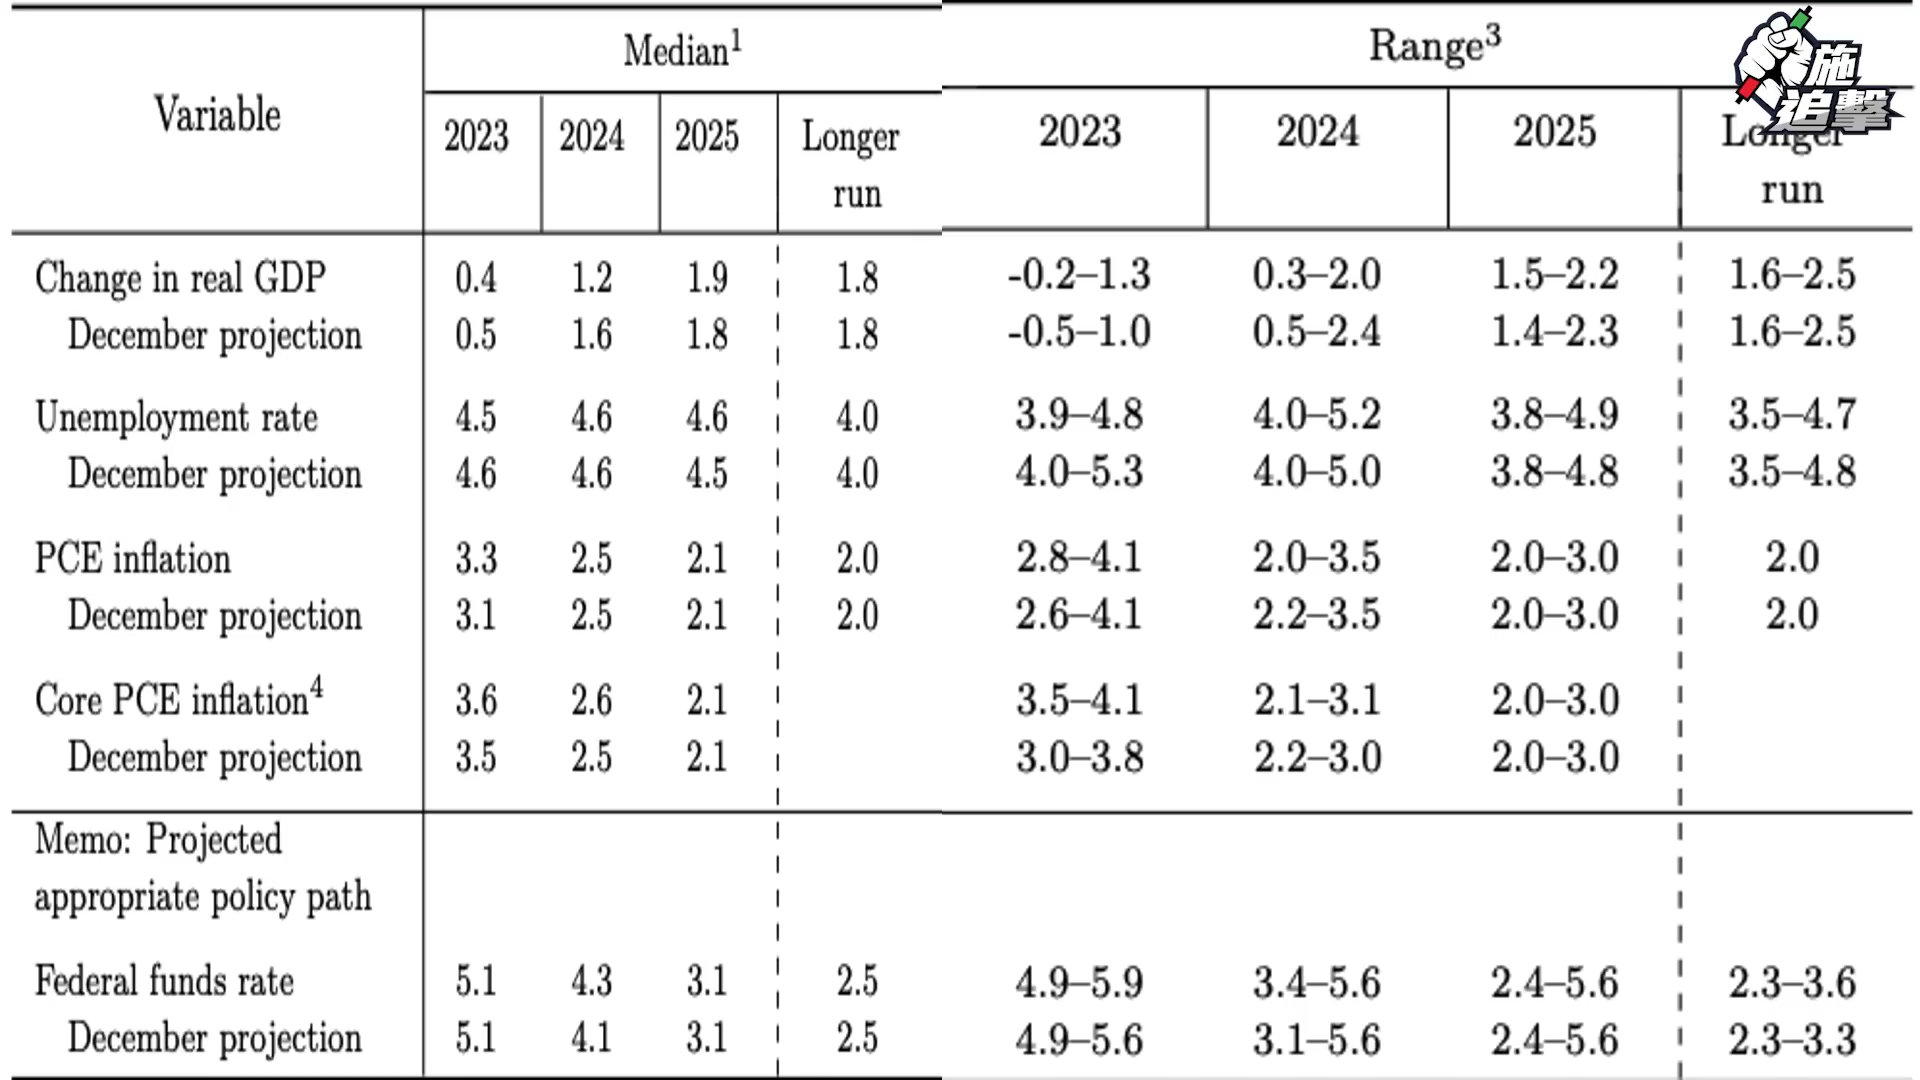 Variable Median¹ Range³
2023 2024 2025 Longer run 2023 2024 2025 Longer run
Change in real GDP 0.4 1.2 1.9 1.8 -0.2–1.3 0.3–2.0 1.5–2.2 1.6–2.5
December projection 0.5 1.6 1.8 1.8 -0.5–1.0 0.5–2.4 1.4–2.3 1.6–2.5
Unemployment rate 4.5 4.6 4.6 4.0 3.9–4.8 4.0–5.2 3.8–4.9 3.5–4.7
December projection 4.6 4.6 4.5 4.0 4.0–5.3 4.0–5.0 3.8–4.8 3.5–4.8
PCE inflation 3.3 2.5 2.1 2.0 2.8–4.1 2.0–3.5 2.0–3.0 2.0
December projection 3.1 2.5 2.1 2.0 2.6–4.1 2.2–3.5 2.0–3.0 2.0
Core PCE inflation⁴ 3.6 2.6 2.1 3.5–4.1 2.1–3.1 2.0–3.0
December projection 3.5 2.5 2.1 3.0–3.8 2.2–3.0 2.0–3.0
Memo: Projected
appropriate policy path
Federal funds rate 5.1 4.3 3.1 2.5 4.9–5.9 3.4–5.6 2.4–5.6 2.3–3.6
December projection 5.1 4.1 3.1 2.5 4.9–5.6 3.1–5.6 2.4–5.6 2.3–3.3
施
追擊